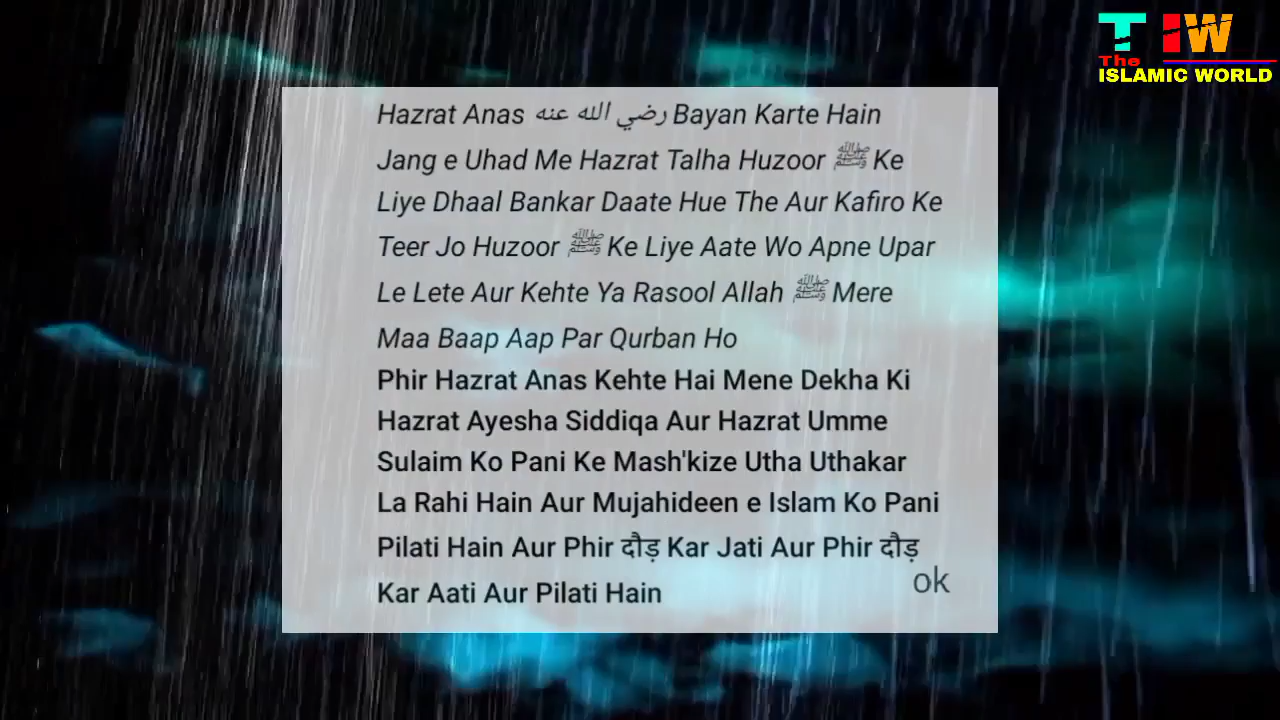 T IW
The
ISLAMIC WORLD
Hazrat Anas رضي الله عنه Bayan Karte Hain
Jang e Uhad Me Hazrat Talha Huzoor ﷺ Ke
Liye Dhaal Bankar Daate Hue The Aur Kafiro Ke
Teer Jo Huzoor ﷺ Ke Liye Aate Wo Apne Upar
Le Lete Aur Kehte Ya Rasool Allah ﷺ Mere
Maa Baap Aap Par Qurban Ho
Phir Hazrat Anas Kehte Hai Mene Dekha Ki
Hazrat Ayesha Siddiqa Aur Hazrat Umme
Sulaim Ko Pani Ke Mash'kize Utha Uthakar
La Rahi Hain Aur Mujahideen e Islam Ko Pani
Pilati Hain Aur Phir दौड़ Kar Jati Aur Phir दौड़
Kar Aati Aur Pilati Hain
ok